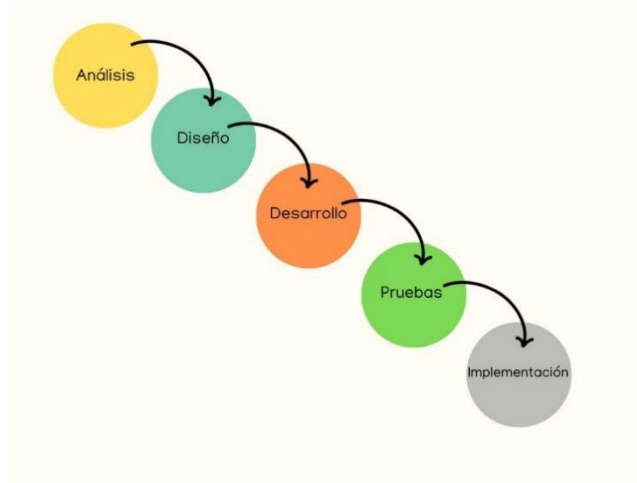 Análisis
Diseño
Desarrollo
Pruebas
Implementación